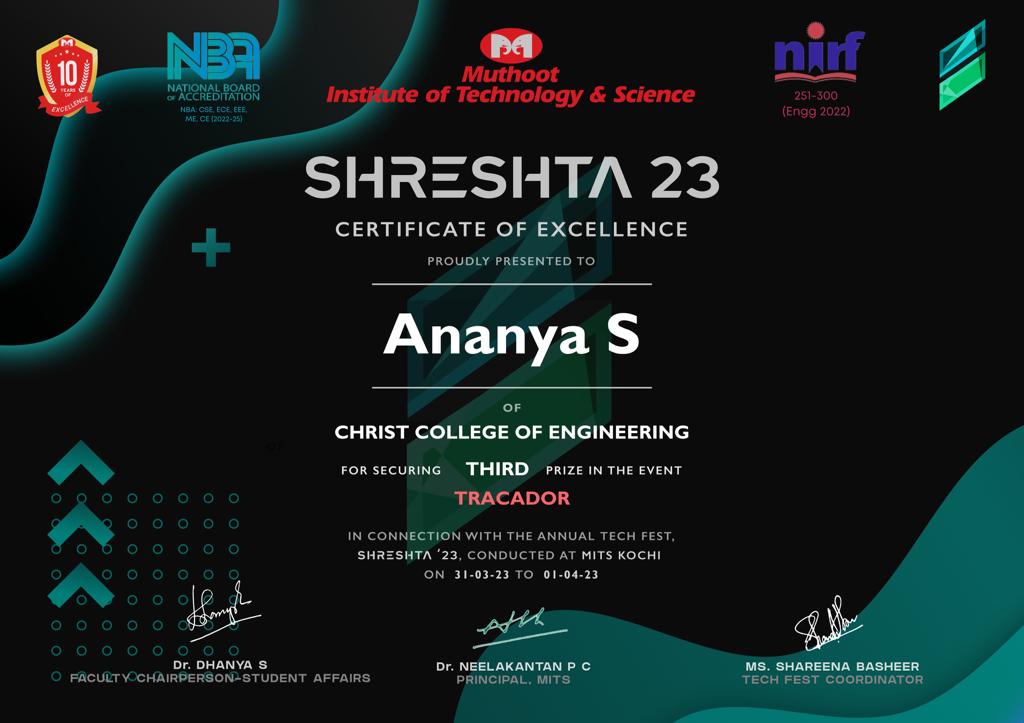 10
YEARS
OF
EXCELLENCE
NBA
NATIONAL BOARD
OF ACCREDITATION
NBA: CSE, ECE, EEE,
ME, CE (2022-25)
Muthoot
Institute of Technology & Science
nirf
251-300
(Engg 2022)
SHRESHTA 23
CERTIFICATE OF EXCELLENCE
PROUDLY PRESENTED TO
Ananya S
OF
CHRIST COLLEGE OF ENGINEERING
FOR SECURING THIRD PRIZE IN THE EVENT
TRACADOR
IN CONNECTION WITH THE ANNUAL TECH FEST,
SHRESHTA '23, CONDUCTED AT MITS KOCHI
ON 31-03-23 TO 01-04-23
Dr. DHANYA S
FACULTY CHAIRPERSON-STUDENT AFFAIRS
Dr. NEELAKANTAN P C
PRINCIPAL, MITS
MS. SHAREENA BASHEER
TECH FEST COORDINATOR